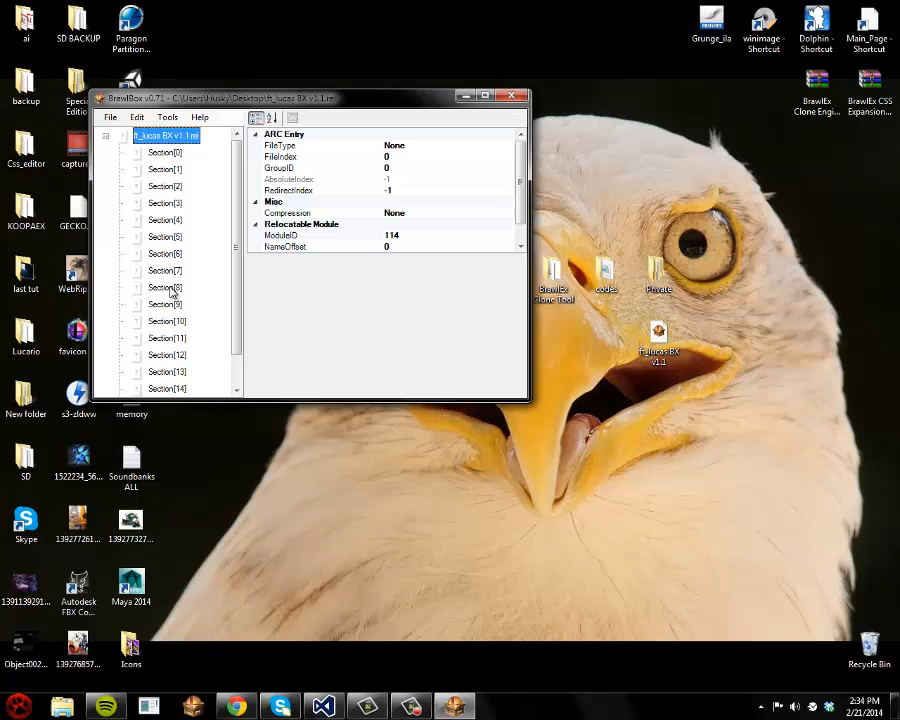 ai
SD BACKUP
Paragon
Partition...
Grunge_ila
winimage -
Shortcut
Dolphin -
Shortcut
Main_Page -
Shortcut
backup
Specia
Editio
BrawlEx
Clone Engi...
BrawlEx CSS
Expansion...
BrawlBox v0.71 - C:\Users\Husky\Desktop\ft_lucas BX v1.1.rel
File
Edit
Tools
Help
ft_lucas BX v1.1.rel
Section[0]
Section[1]
Section[2]
Section[3]
Section[4]
Section[5]
Section[6]
Section[7]
Section[8]
Section[9]
Section[10]
Section[11]
Section[12]
Section[13]
Section[14]
ARC Entry
FileType None
FileIndex 0
GroupID 0
AbsoluteIndex -1
RedirectIndex -1
Misc
Compression None
Relocatable Module
ModuleID 114
NameOffset 0
Css_editor
capture
KOOPAEX
GECKO.
last tut
WebRip
BrawlEx
Clone Tool
codes
Private
Lucario
favicon
ft_lucas BX
v1.1
New folder
s3-zldww
memory
SD
1522234_56...
Soundbanks
ALL
Skype
139277261...
139277327...
1391139291...
Autodesk
FBX Co...
Maya 2014
Object002...
139276857...
Icons
Recycle Bin
2:34 PM
2/21/2014